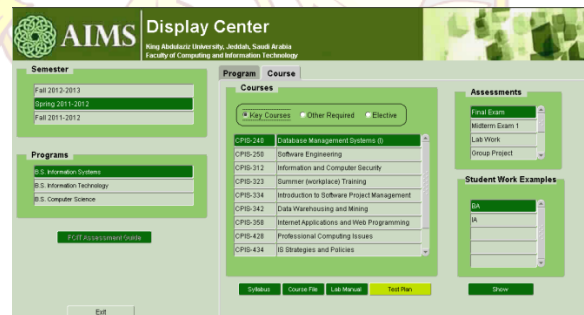 AIMS
Display Center
King Abdulaziz University, Jeddah, Saudi Arabia
Faculty of Computing and Information Technology
Semester
Fall 2012-2013
Spring 2011-2012
Fall 2011-2012
Programs
B.S. Information Systems
B.S. Information Technology
B.S. Computer Science
FCIT Assessment Guide
Exit
Program Course
Courses
Key Courses Other Required Elective
CPIS-240 Database Management Systems (I)
CPIS-250 Software Engineering
CPIS-312 Information and Computer Security
CPIS-323 Summer (workplace) Training
CPIS-334 Introduction to Software Project Management
CPIS-342 Data Warehousing and Mining
CPIS-358 Internet Applications and Web Programming
CPIS-428 Professional Computing Issues
CPIS-434 IS Strategies and Policies
Syllabus Course File Lab Manual Test Plan
Assessments
Final Exam
Midterm Exam 1
Lab Work
Group Project
Student Work Examples
BA
IA
Show